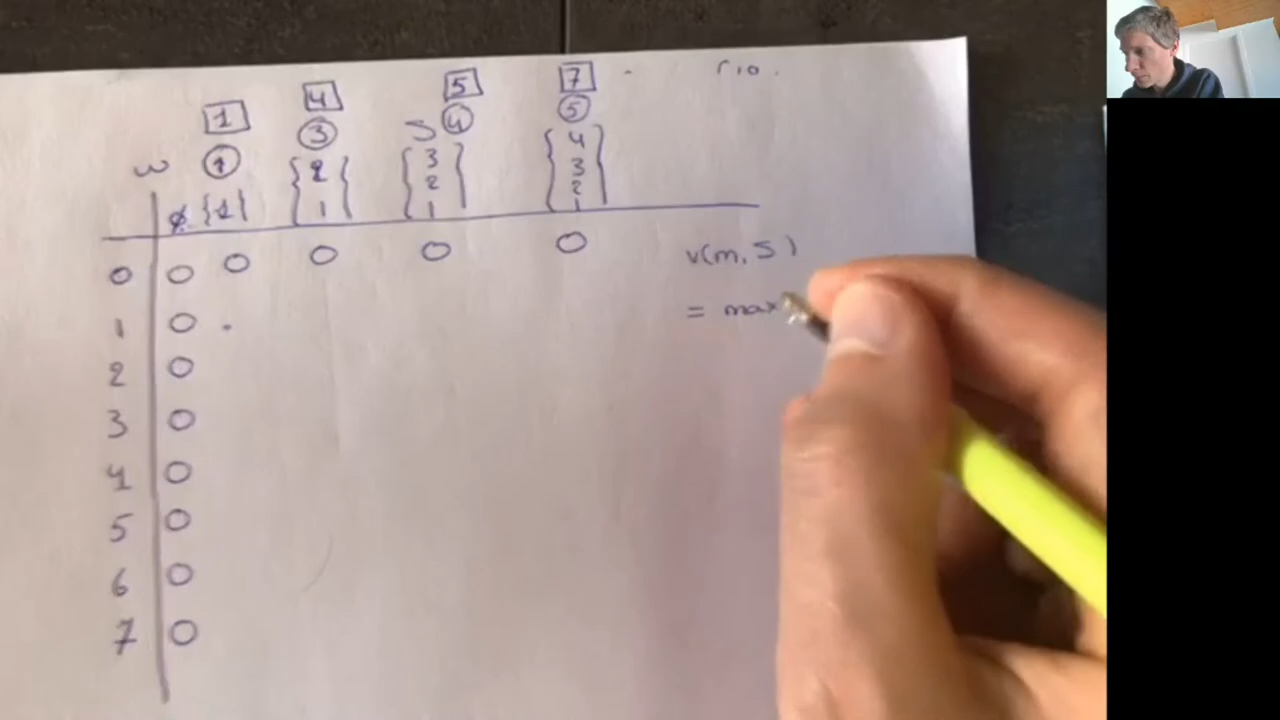 1 4 5 7
1 3 S 4 5
w ∅ {1} {2 1} {3 2 1} {4 3 2 1}
0 0 0 0 0 0
v(m, S)
1 0 .
= max
2 0
3 0
4 0
5 0
6 0
7 0